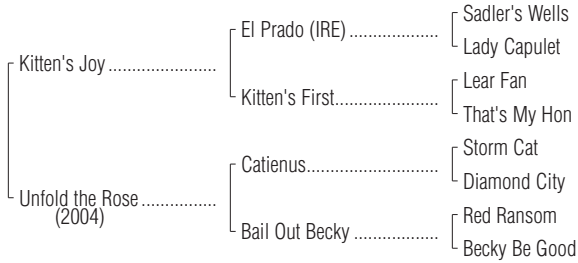 Sadler's Wells
El Prado (IRE) ....................
Lady Capulet
Kitten's Joy ........................
Lear Fan
Kitten's First.......................
That's My Hon
Storm Cat
Catienus.............................
Diamond City
Unfold the Rose .................
(2004)
Red Ransom
Bail Out Becky ...................
Becky Be Good